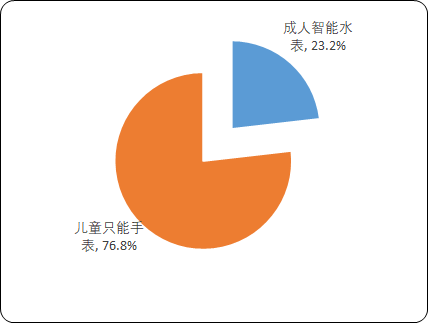 成人智能水
表, 23.2%
儿童只能手
表, 76.8%